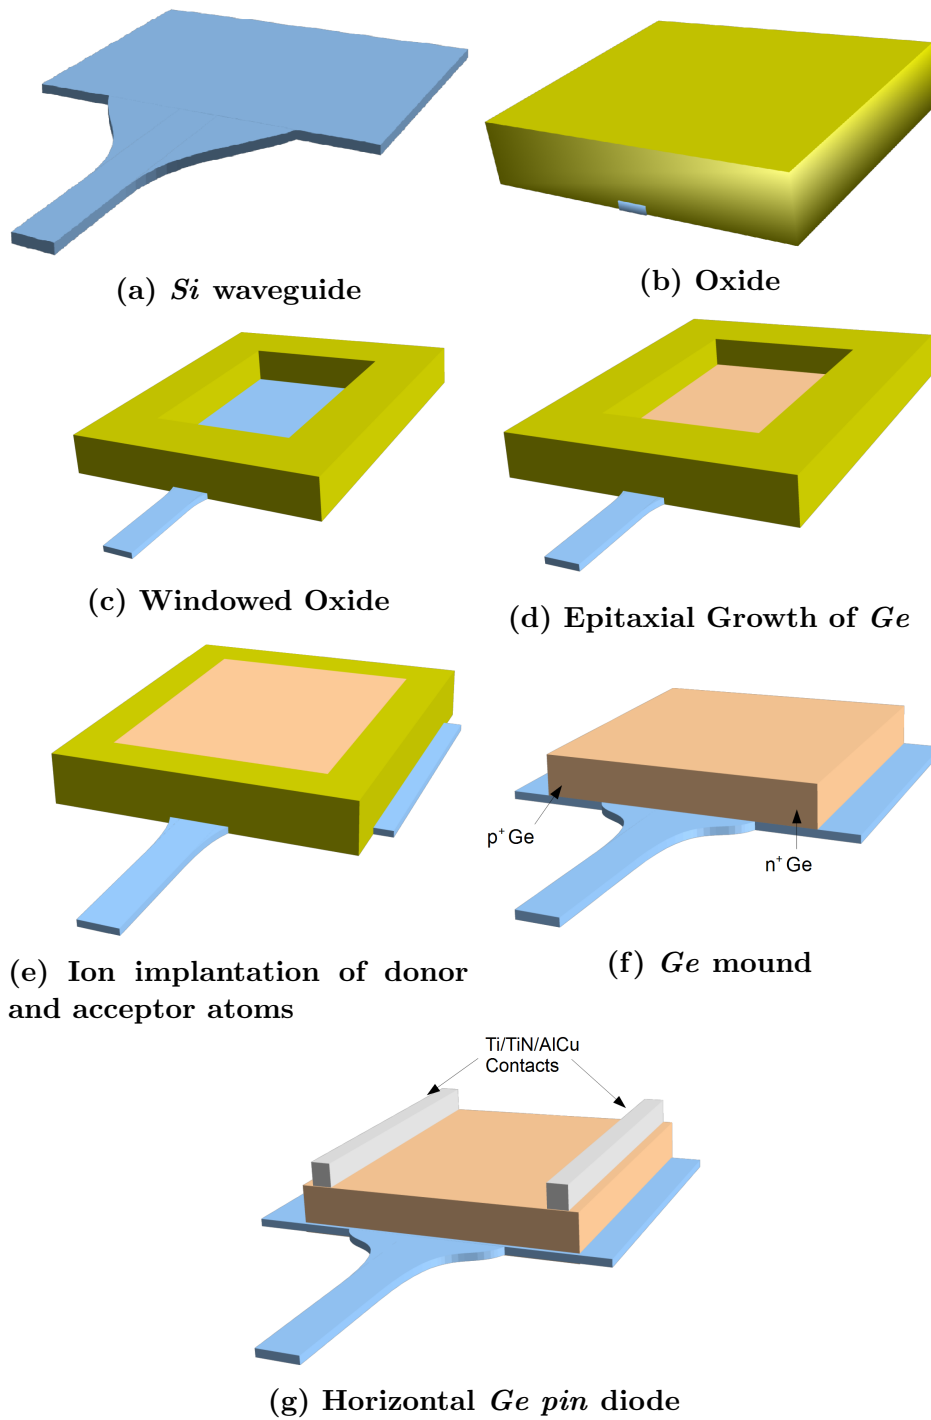 (a) Si waveguide
(b) Oxide
(c) Windowed Oxide
(d) Epitaxial Growth of Ge
(e) Ion implantation of donor
and acceptor atoms
p+ Ge
n+ Ge
(f) Ge mound
Ti/TiN/AlCu
Contacts
(g) Horizontal Ge pin diode